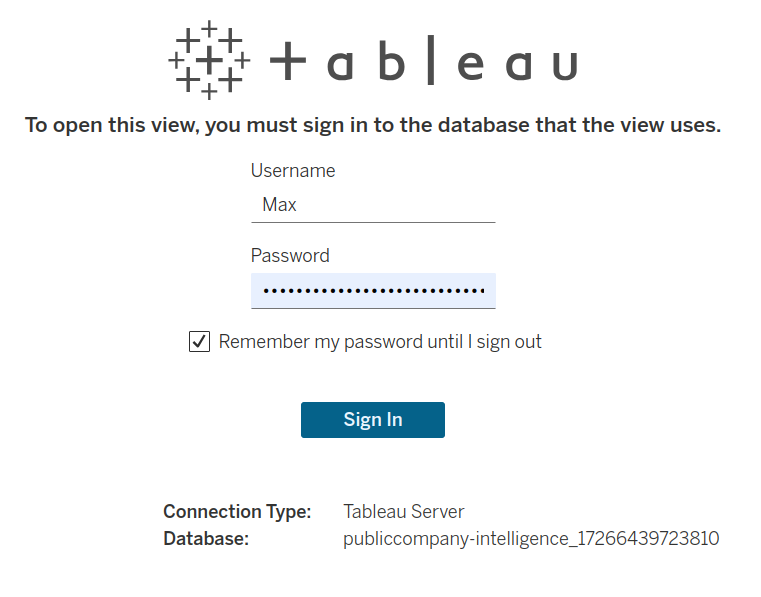 tableau
To open this view, you must sign in to the database that the view uses.
Username
Max
Password
Remember my password until I sign out
Sign In
Connection Type: Tableau Server
Database: publiccompany-intelligence_17266439723810